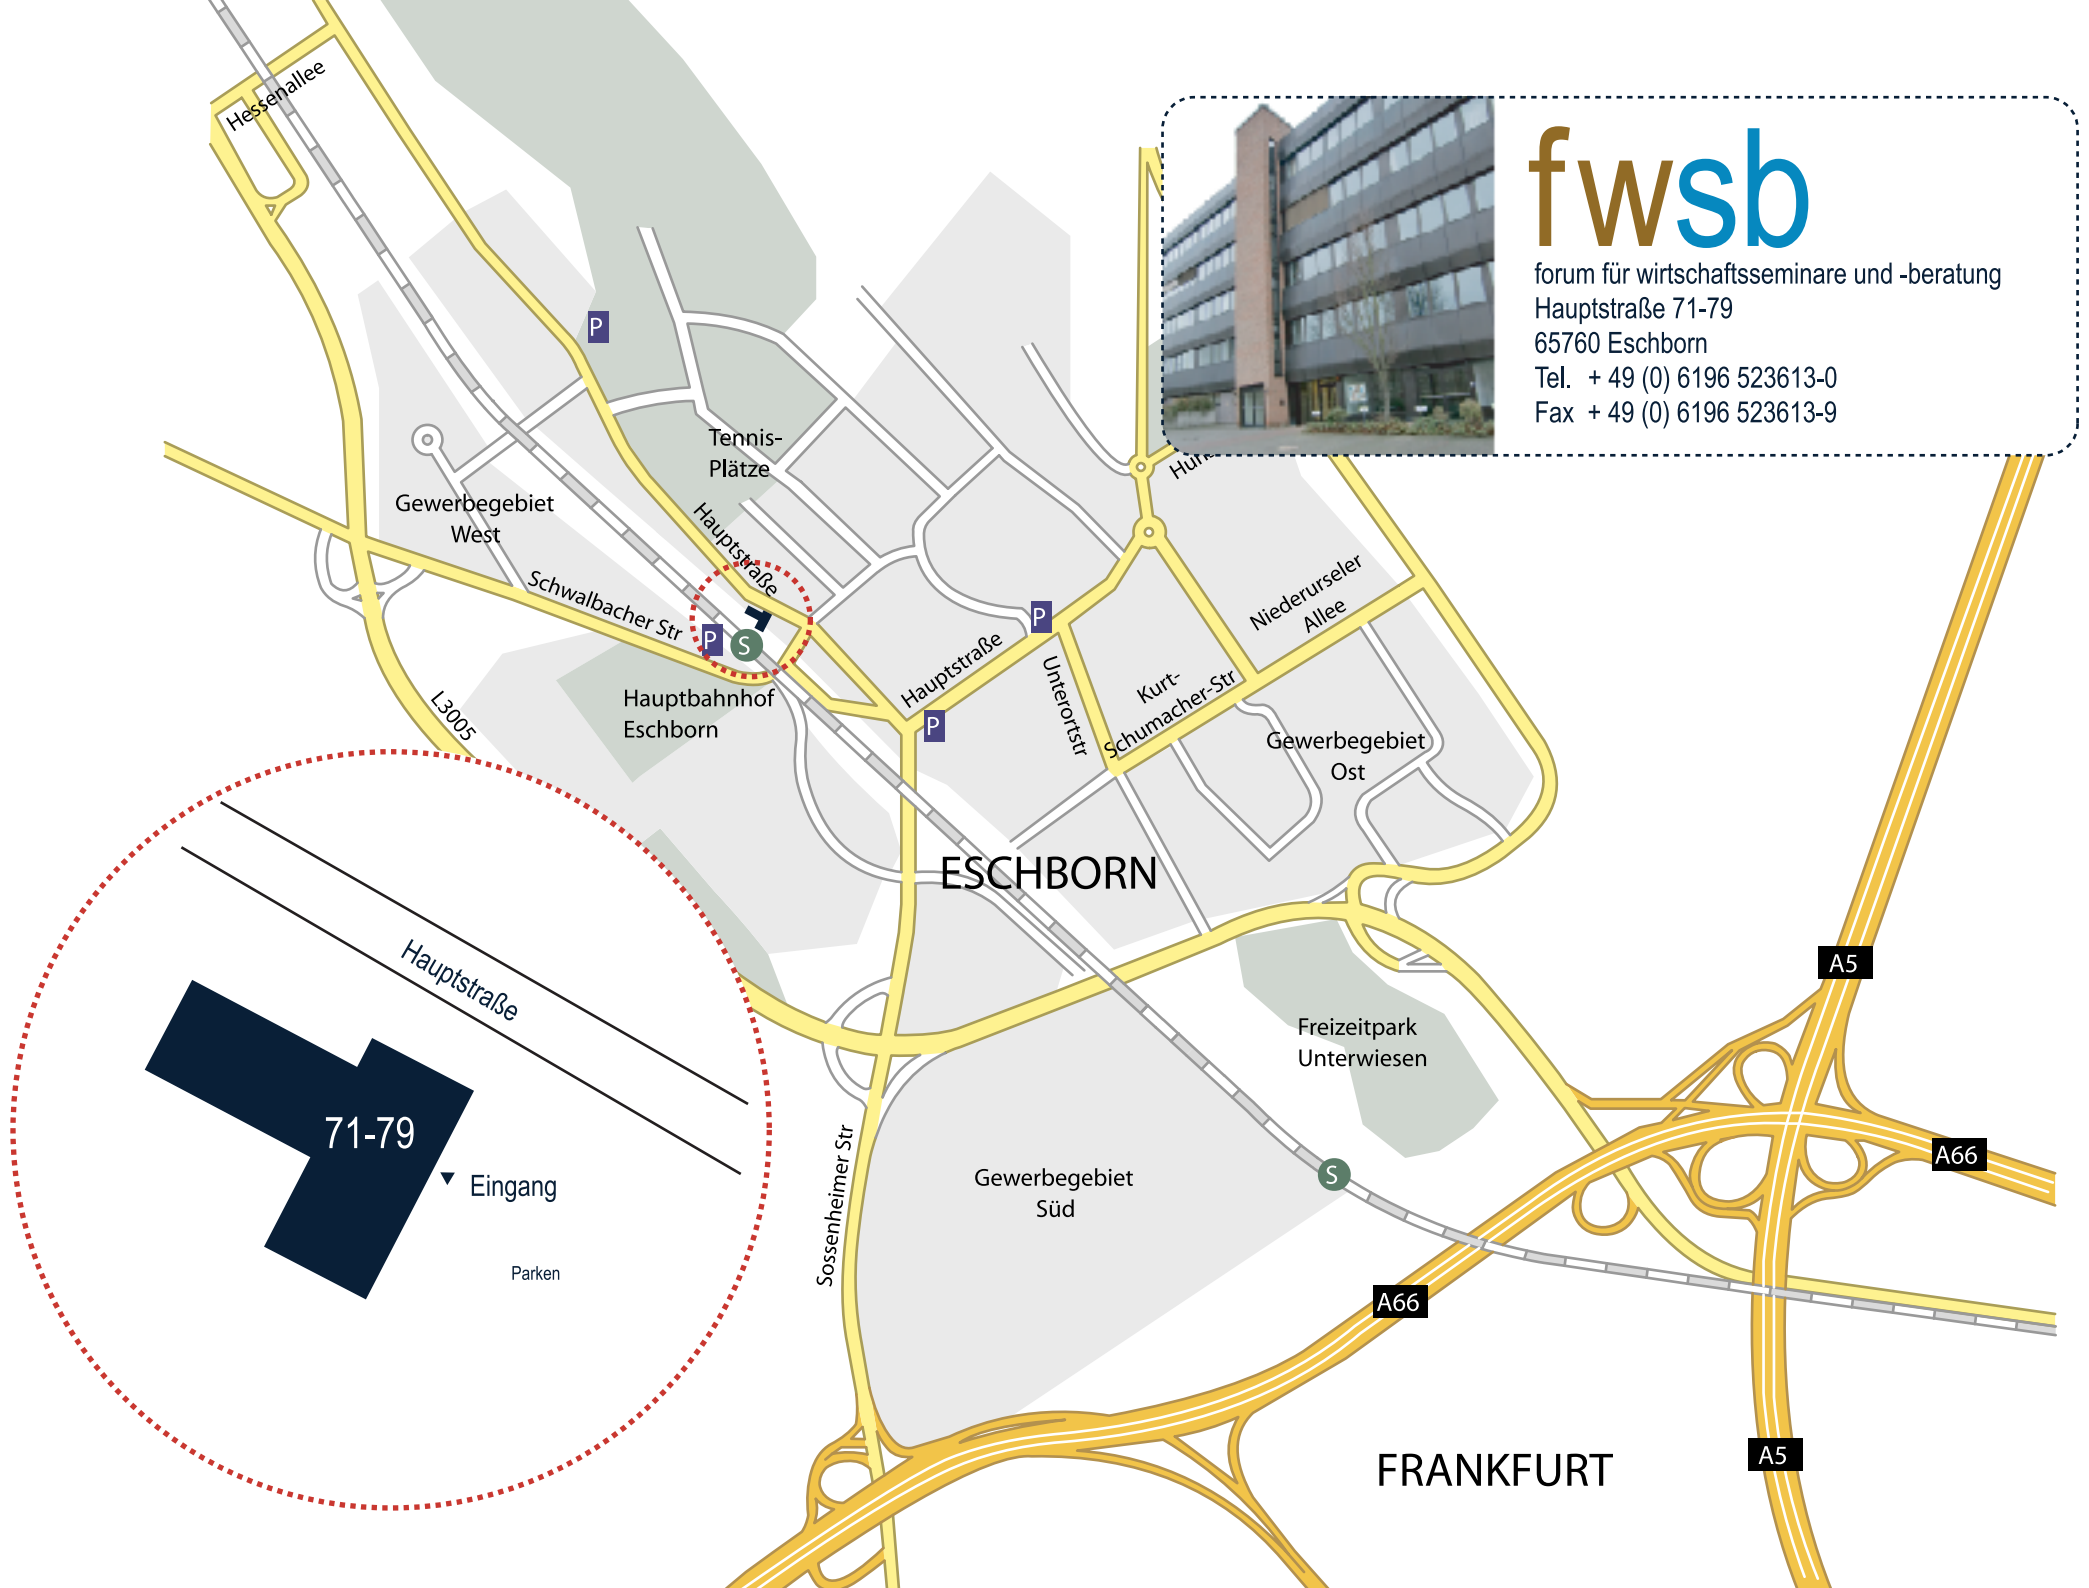 Hessenallee
fwsb
forum für wirtschaftsseminare und -beratung
Hauptstraße 71-79
65760 Eschborn
Tel. + 49 (0) 6196 523613-0
Fax + 49 (0) 6196 523613-9
P
Tennis-
Plätze
Gewerbegebiet
West
Hauptstraße
Schwalbacher Str
P
S
Hauptbahnhof
Eschborn
L3005
Niederurseler
Allee
P
Hauptstraße
P
Unterortstr
Kurt-
Schumacher-Str
Gewerbegebiet
Ost
ESCHBORN
Hauptstraße
71-79
Eingang
Parken
A5
Freizeitpark
Unterwiesen
A66
Sossenheimer Str
Gewerbegebiet
Süd
S
A66
FRANKFURT
A5